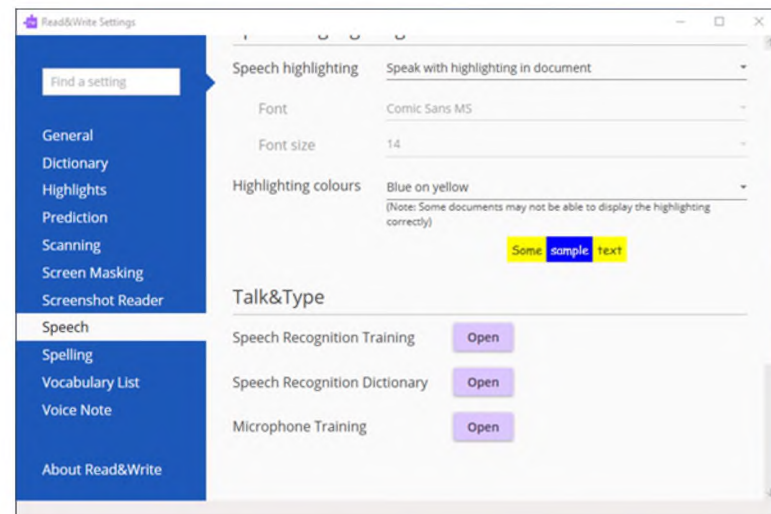 Read&Write Settings
Find a setting
General
Dictionary
Highlights
Prediction
Scanning
Screen Masking
Screenshot Reader
Speech
Spelling
Vocabulary List
Voice Note
About Read&Write
Speech highlighting Speak with highlighting in document
Font Comic Sans MS
Font size 14
Highlighting colours Blue on yellow
(Note: Some documents may not be able to display the highlighting
correctly)
Some sample text
Talk&Type
Speech Recognition Training Open
Speech Recognition Dictionary Open
Microphone Training Open